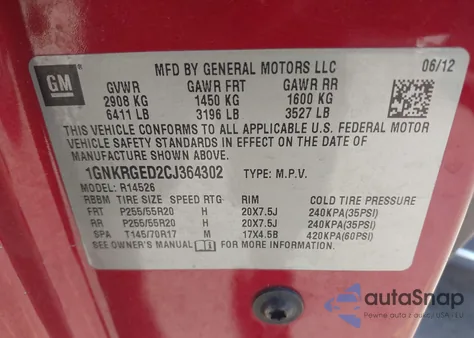 MFD BY GENERAL MOTORS LLC 06/12
GM
GVWR GAWR FRT GAWR RR
2908 KG 1450 KG 1600 KG
6411 LB 3196 LB 3527 LB
THIS VEHICLE CONFORMS TO ALL APPLICABLE U.S. FEDERAL MOTOR
VEHICLE SAFETY STANDARDS IN EFFECT ON THE DATE OF
MANUFACTURE SHOWN ABOVE.
1GNKRGED2CJ364302 TYPE: M.P.V.
MODEL: R14526
RBBM TIRE SIZE SPEED RTG RIM COLD TIRE PRESSURE
FRT P255/55R20 H 20X7.5J 240KPA(35PSI)
RR P255/55R20 H 20X7.5J 240KPA(35PSI)
SPA T145/70R17 M 17X4.5B 420KPA(60PSI)
SEE OWNER'S MANUAL FOR MORE INFORMATION.
autoSnap
Pewne auto z aukcji USA